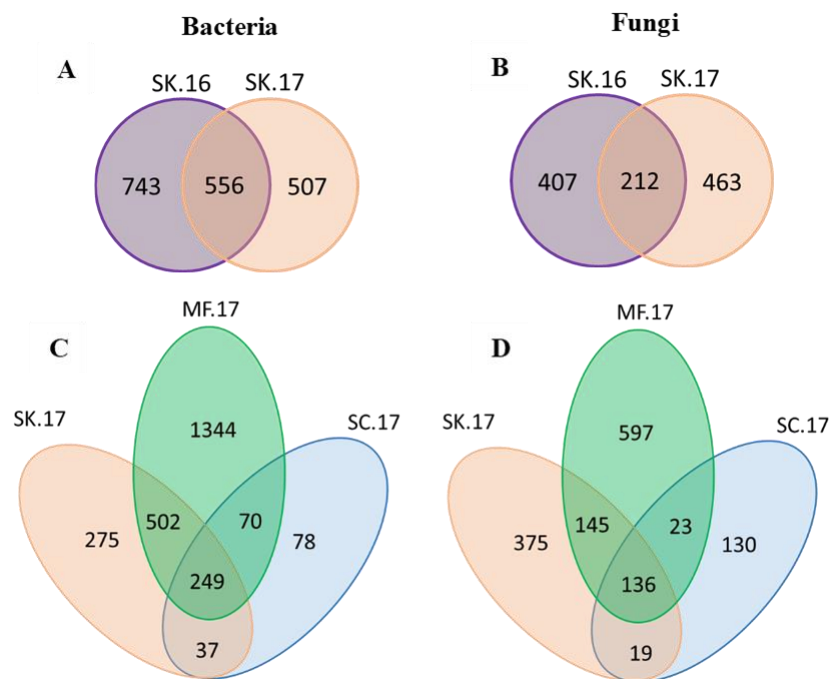 Bacteria
Fungi
A
SK.16
SK.17
743
556
507
B
SK.16
SK.17
407
212
463
C
MF.17
SK.17
SC.17
1344
502
70
275
78
249
37
D
MF.17
SK.17
SC.17
597
145
23
375
130
136
19